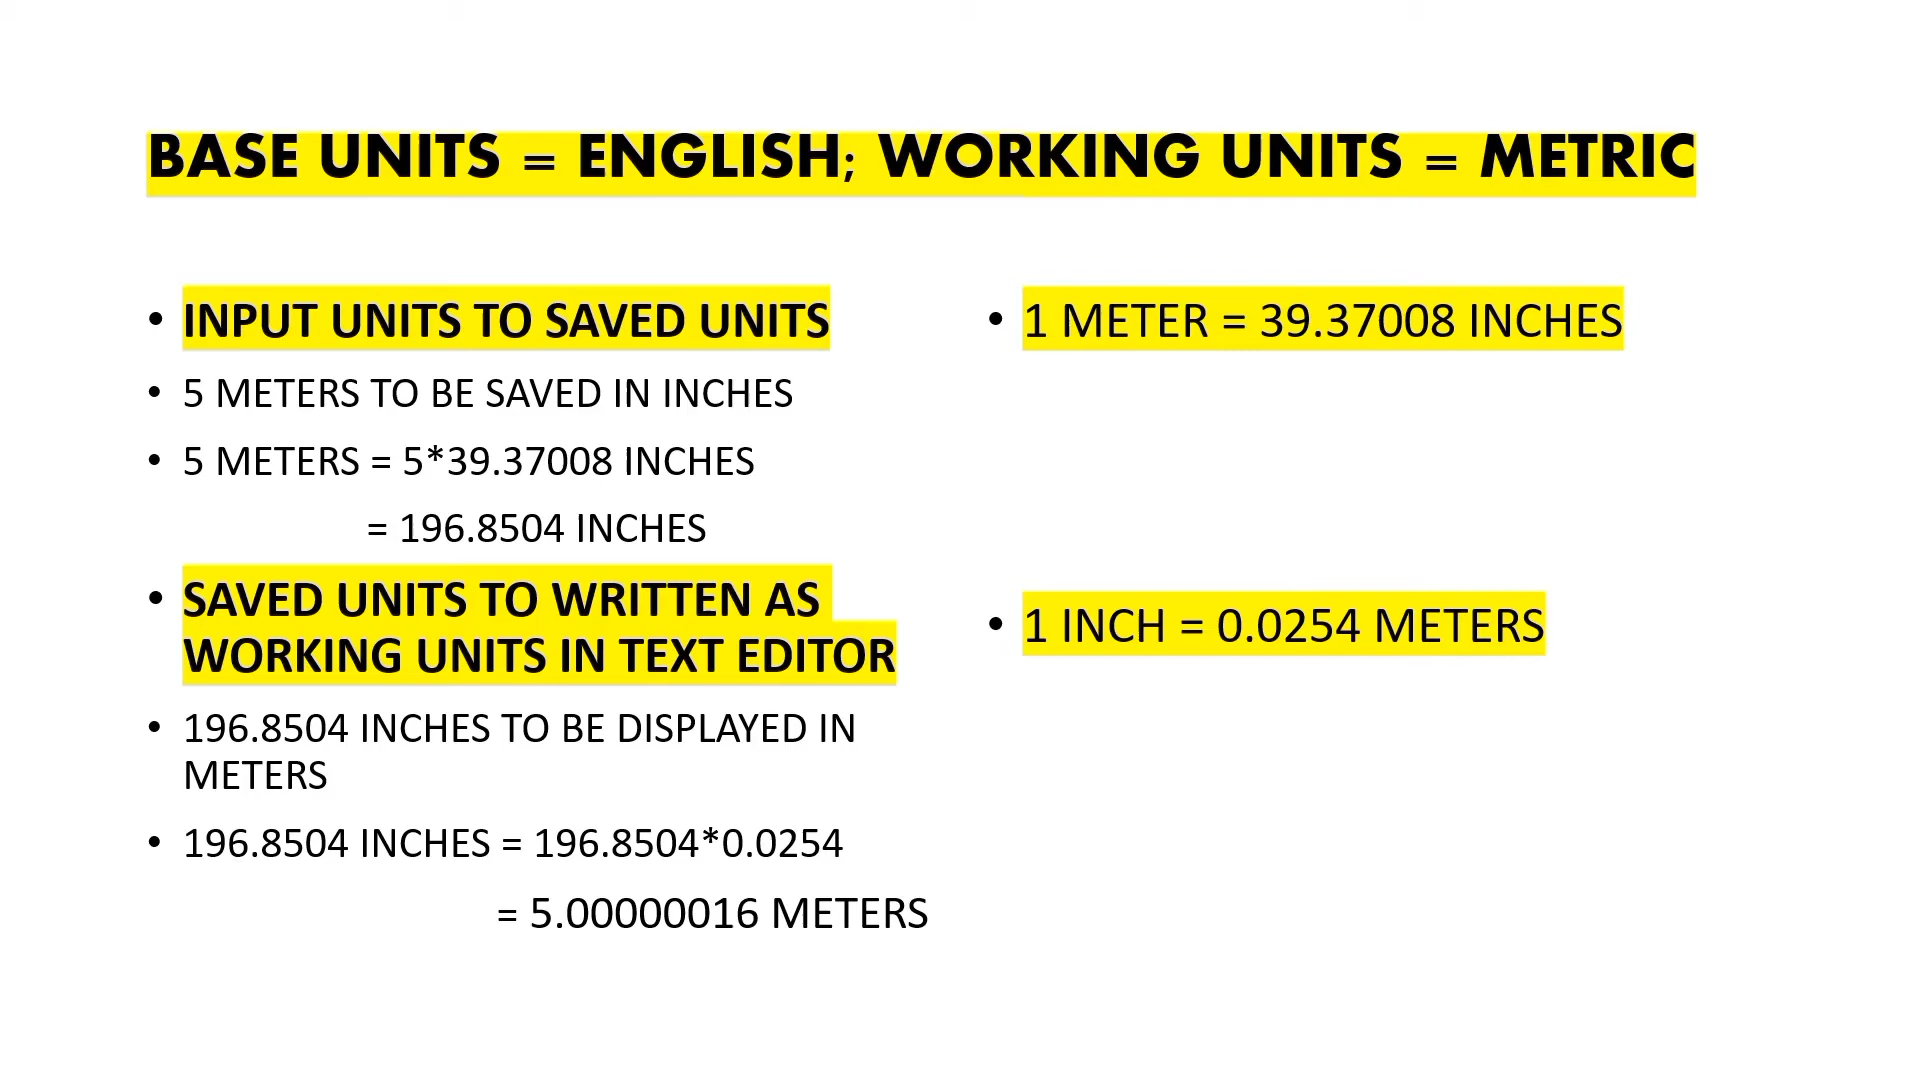 BASE UNITS = ENGLISH; WORKING UNITS = METRIC
• INPUT UNITS TO SAVED UNITS
• 5 METERS TO BE SAVED IN INCHES
• 5 METERS = 5*39.37008 INCHES
= 196.8504 INCHES
• SAVED UNITS TO WRITTEN AS
WORKING UNITS IN TEXT EDITOR
• 196.8504 INCHES TO BE DISPLAYED IN
METERS
• 196.8504 INCHES = 196.8504*0.0254
= 5.00000016 METERS
• 1 METER = 39.37008 INCHES
• 1 INCH = 0.0254 METERS